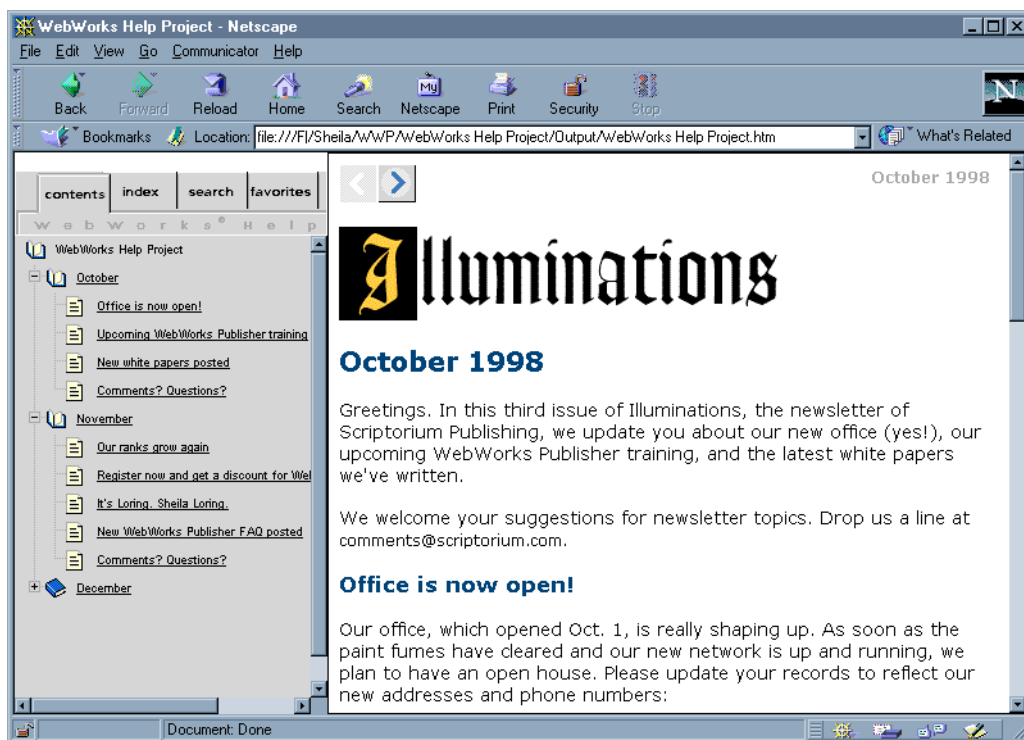 WebWorks Help Project - Netscape
File Edit View Go Communicator Help
Back Forward Reload Home Search Netscape Print Security Stop
My
N
Bookmarks Location: file:///F|/Sheila/WWP/WebWorks Help Project/Output/WebWorks Help Project.htm What's Related
contents index search favorites
WebWorks® Help
WebWorks Help Project
October
Office is now open!
Upcoming WebWorks Publisher training
New white papers posted
Comments? Questions?
November
Our ranks grow again
Register now and get a discount for Wel
It's Loring. Sheila Loring.
New WebWorks Publisher FAQ posted
Comments? Questions?
December
October 1998
Illuminations
October 1998
Greetings. In this third issue of Illuminations, the newsletter of
Scriptorium Publishing, we update you about our new office (yes!), our
upcoming WebWorks Publisher training, and the latest white papers
we've written.
We welcome your suggestions for newsletter topics. Drop us a line at
comments@scriptorium.com.
Office is now open!
Our office, which opened Oct. 1, is really shaping up. As soon as the
paint fumes have cleared and our new network is up and running, we
plan to have an open house. Please update your records to reflect our
new addresses and phone numbers:
Document: Done